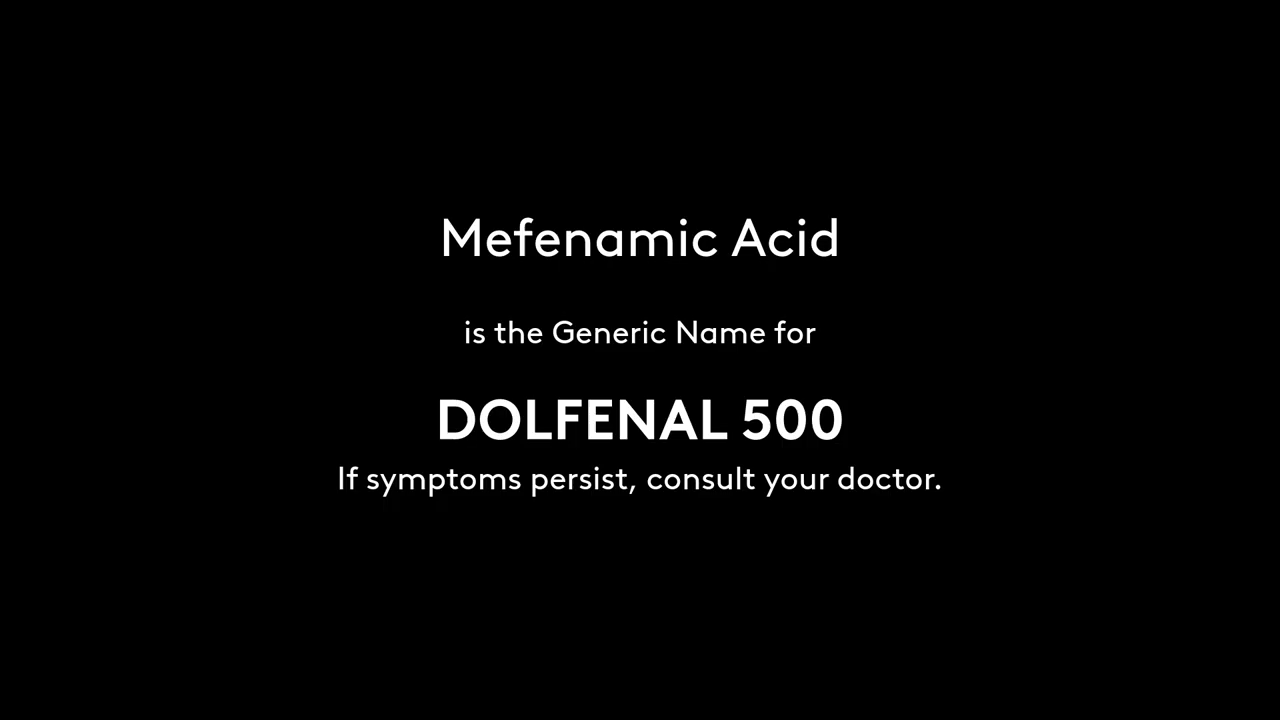 Mefenamic Acid
is the Generic Name for
DOLFENAL 500
If symptoms persist, consult your doctor.